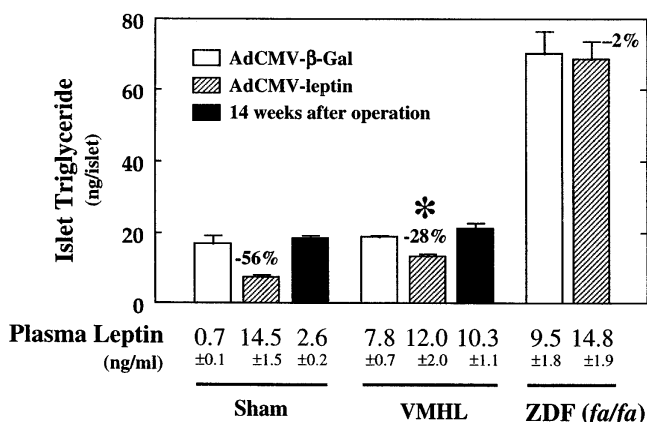 80
60
40
20
0
Islet Triglyceride
(ng/islet)
AdCMV-β-Gal
AdCMV-leptin
14 weeks after operation
-56%
*
-28%
-2%
Plasma Leptin 0.7 14.5 2.6 7.8 12.0 10.3 9.5 14.8
(ng/ml) ±0.1 ±1.5 ±0.2 ±0.7 ±2.0 ±1.1 ±1.8 ±1.9
Sham VMHL ZDF (fa/fa)